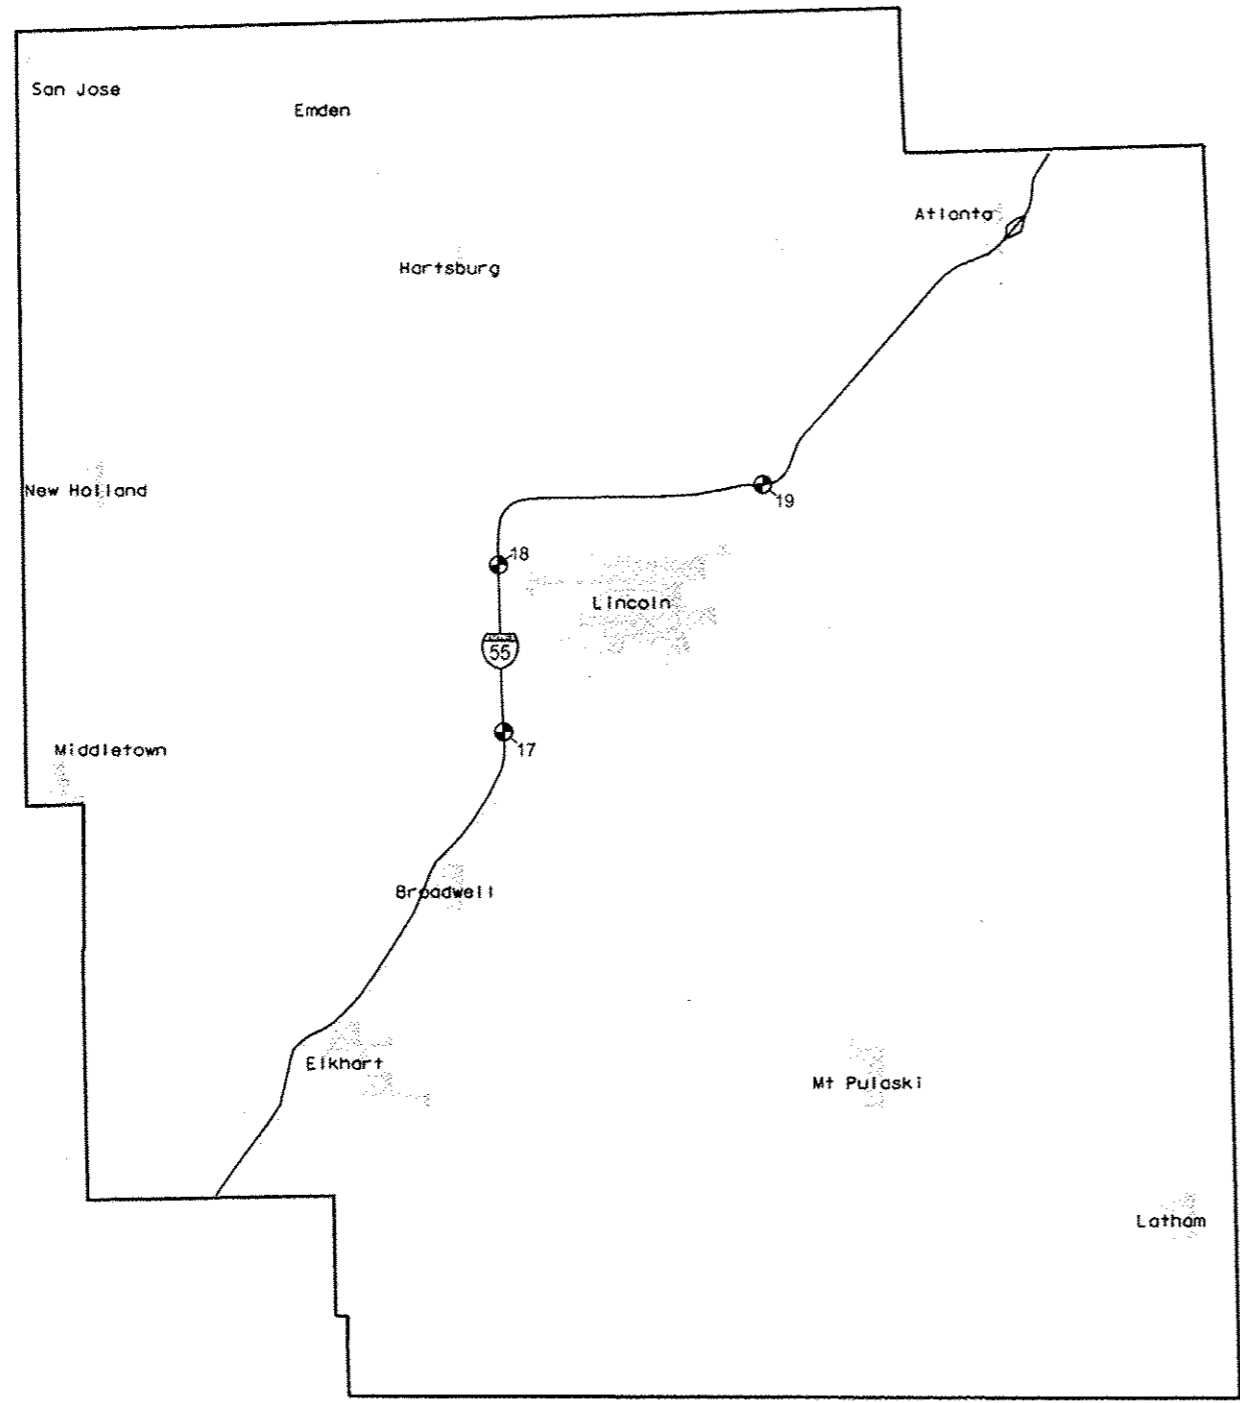 San Jose
Emden
Atlanta
Hartsburg
New Holland
19
18
Lincoln
55
17
Middletown
Broadwell
Elkhart
Mt Pulaski
Latham